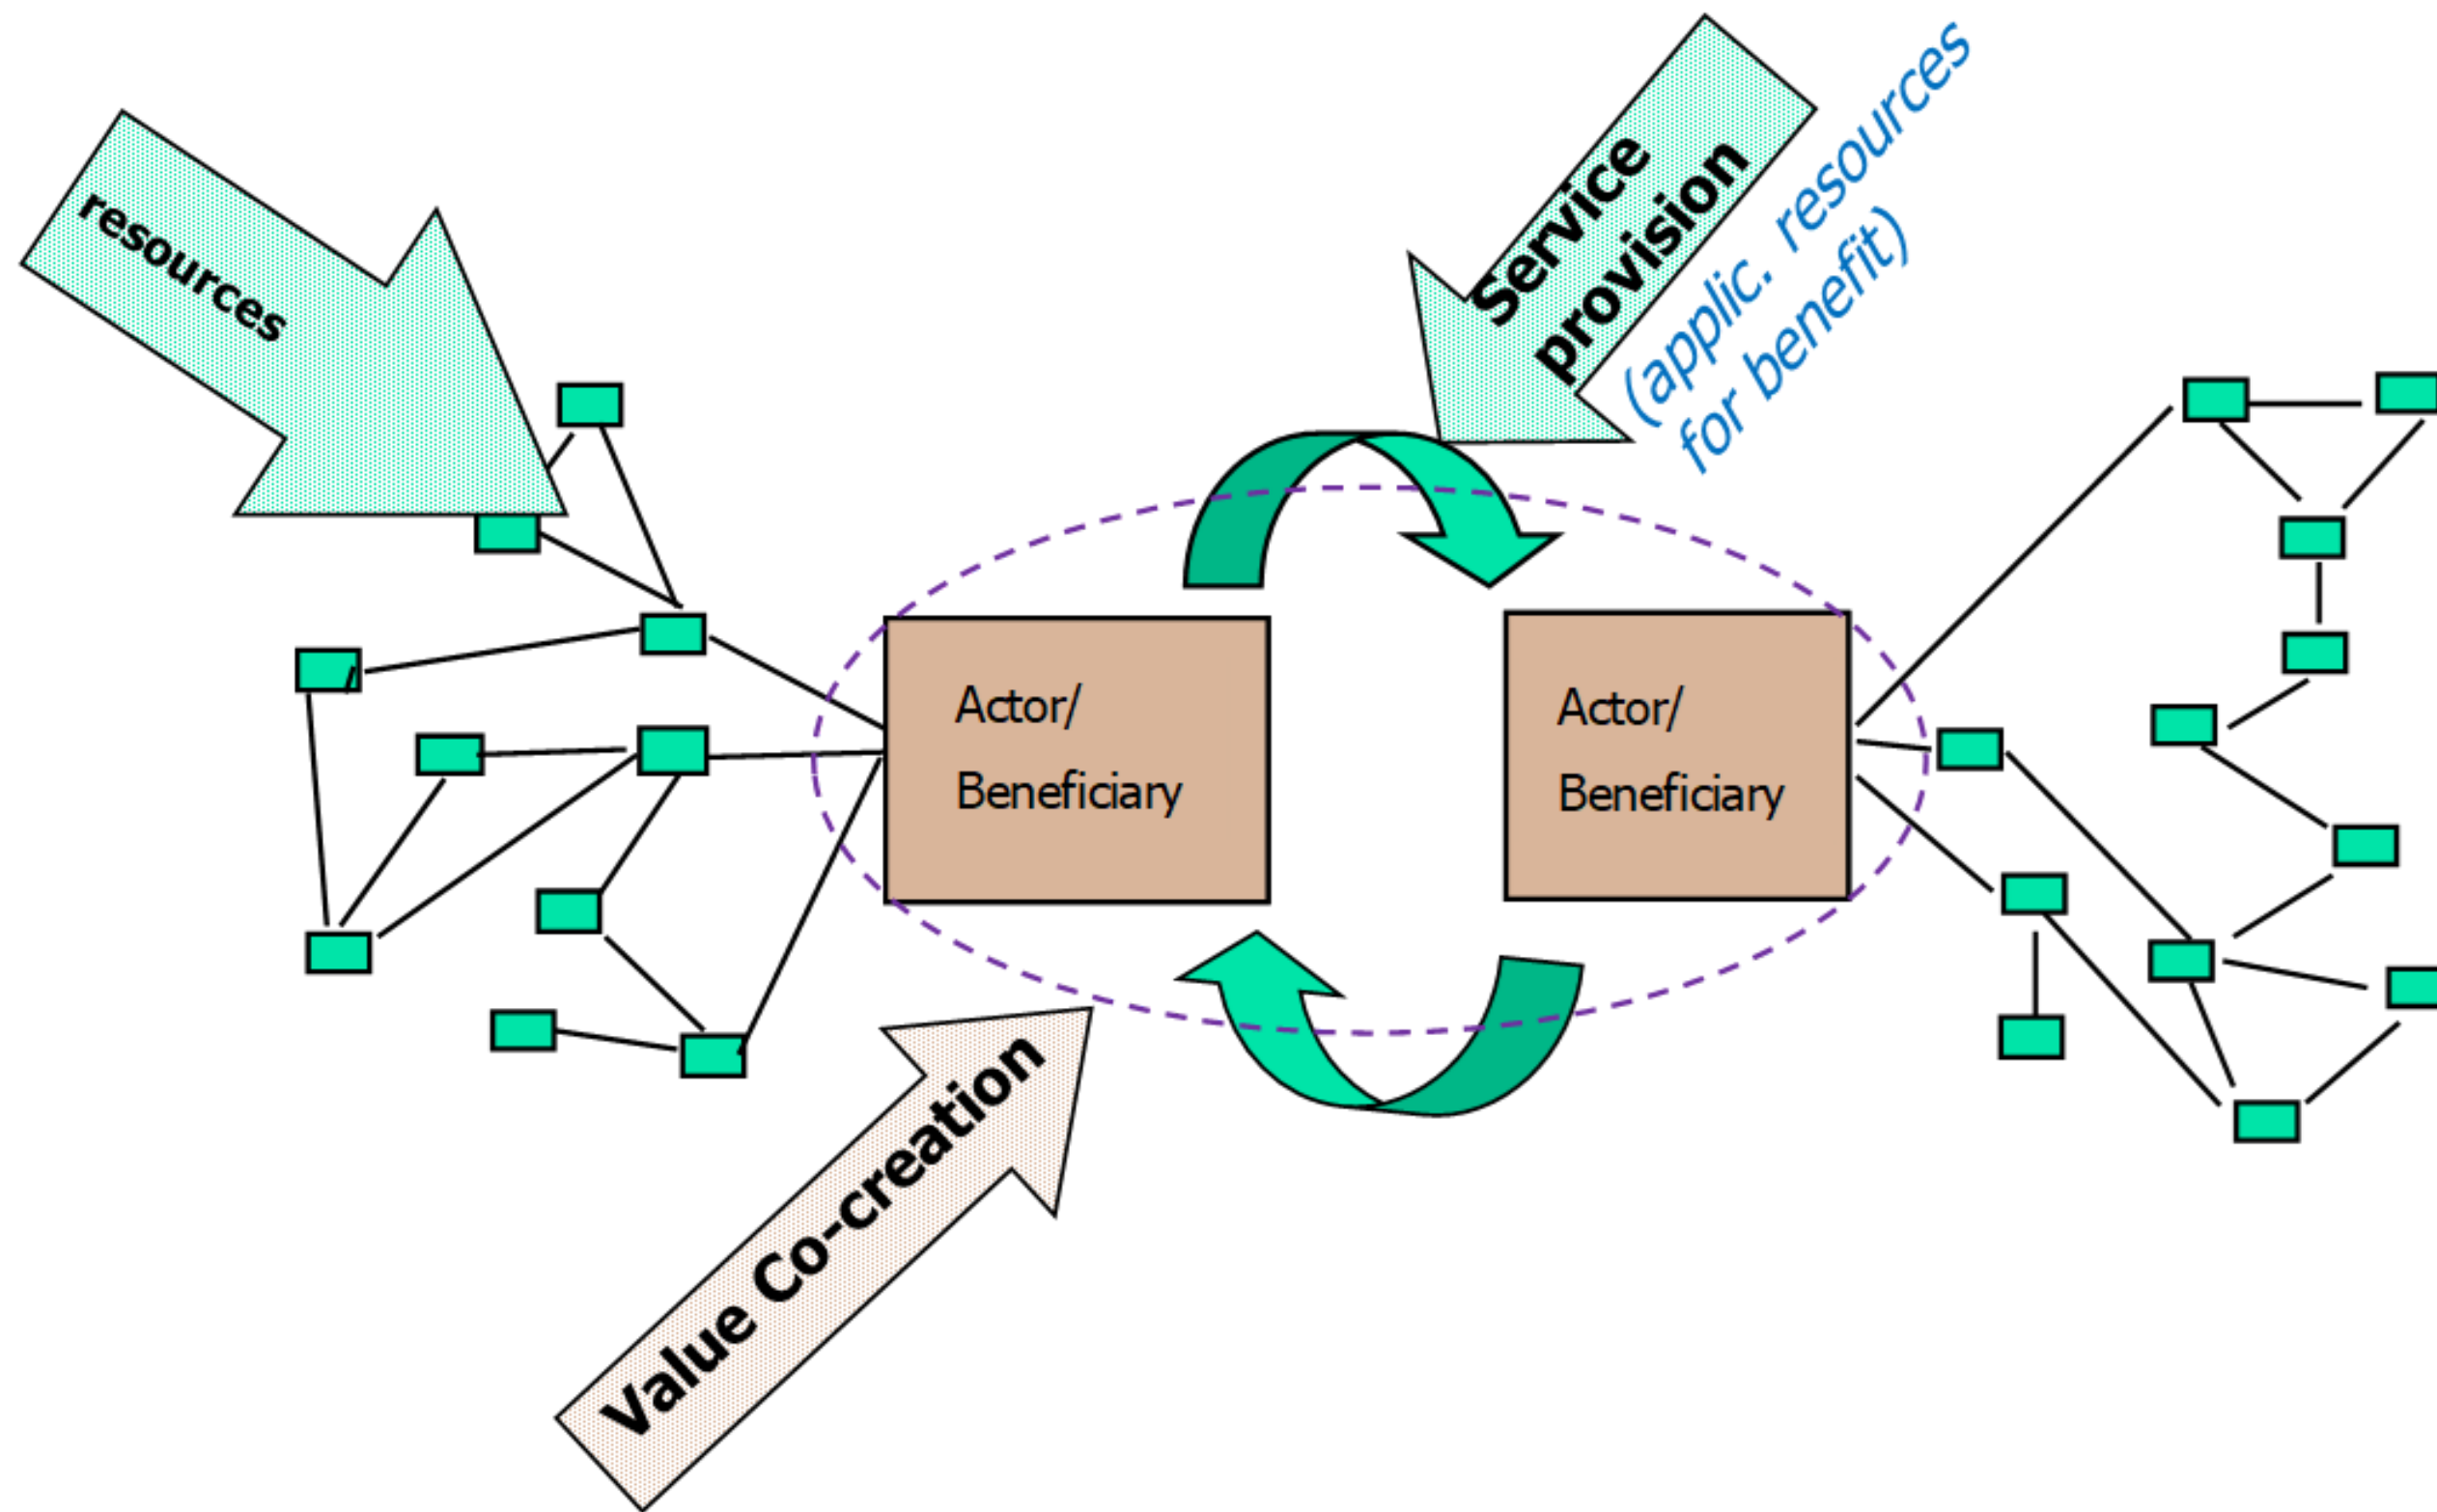 resources
Service
provision
(applic. resources
for benefit)
Actor/
Beneficiary
Actor/
Beneficiary
Value Co-creation